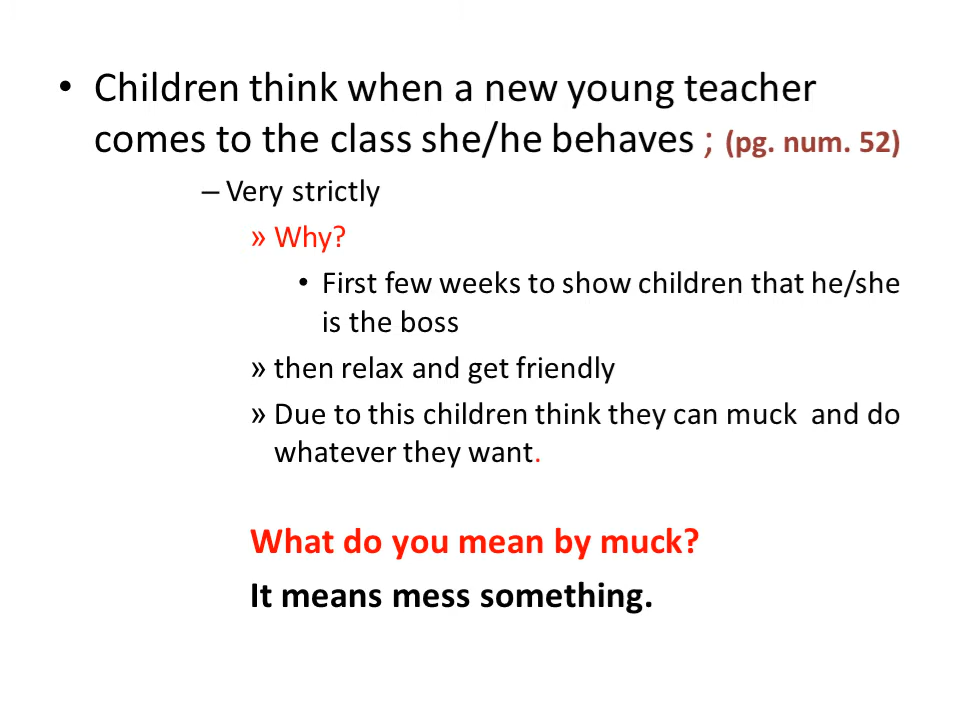 • Children think when a new young teacher
comes to the class she/he behaves ; (pg. num. 52)
– Very strictly
» Why?
• First few weeks to show children that he/she
is the boss
» then relax and get friendly
» Due to this children think they can muck  and do
whatever they want.
What do you mean by muck?
It means mess something.